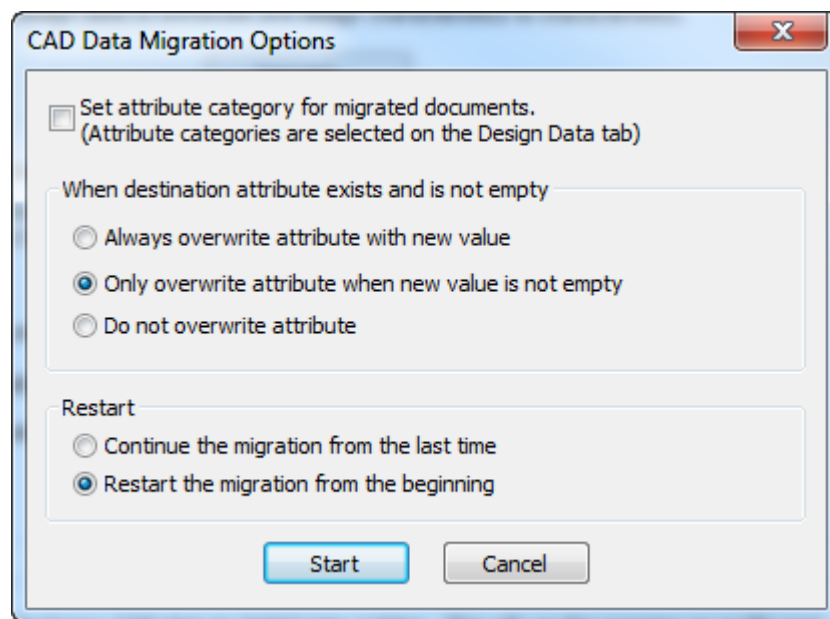 CAD Data Migration Options
Set attribute category for migrated documents.
(Attribute categories are selected on the Design Data tab)
When destination attribute exists and is not empty
Always overwrite attribute with new value
Only overwrite attribute when new value is not empty
Do not overwrite attribute
Restart
Continue the migration from the last time
Restart the migration from the beginning
Start
Cancel